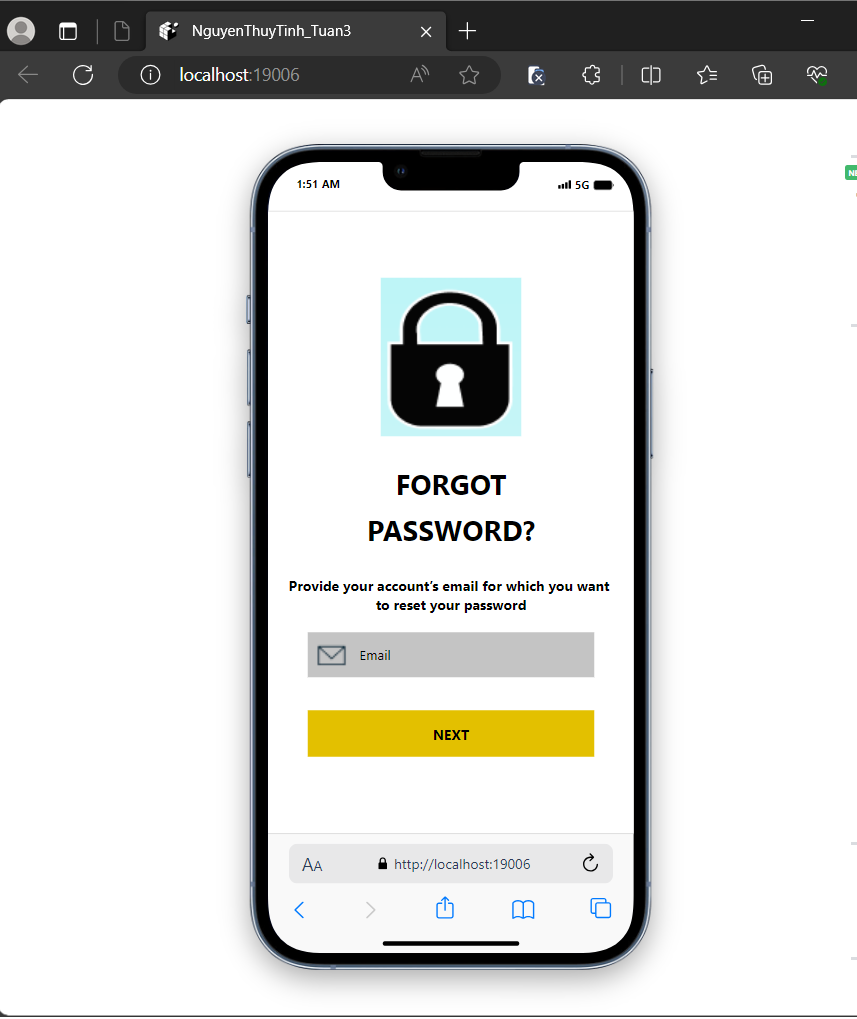 NguyenThuyTinh_Tuan3
localhost:19006
1:51 AM
5G
FORGOT
PASSWORD?
Provide your account's email for which you want
to reset your password
Email
NEXT
AA
http://localhost:19006